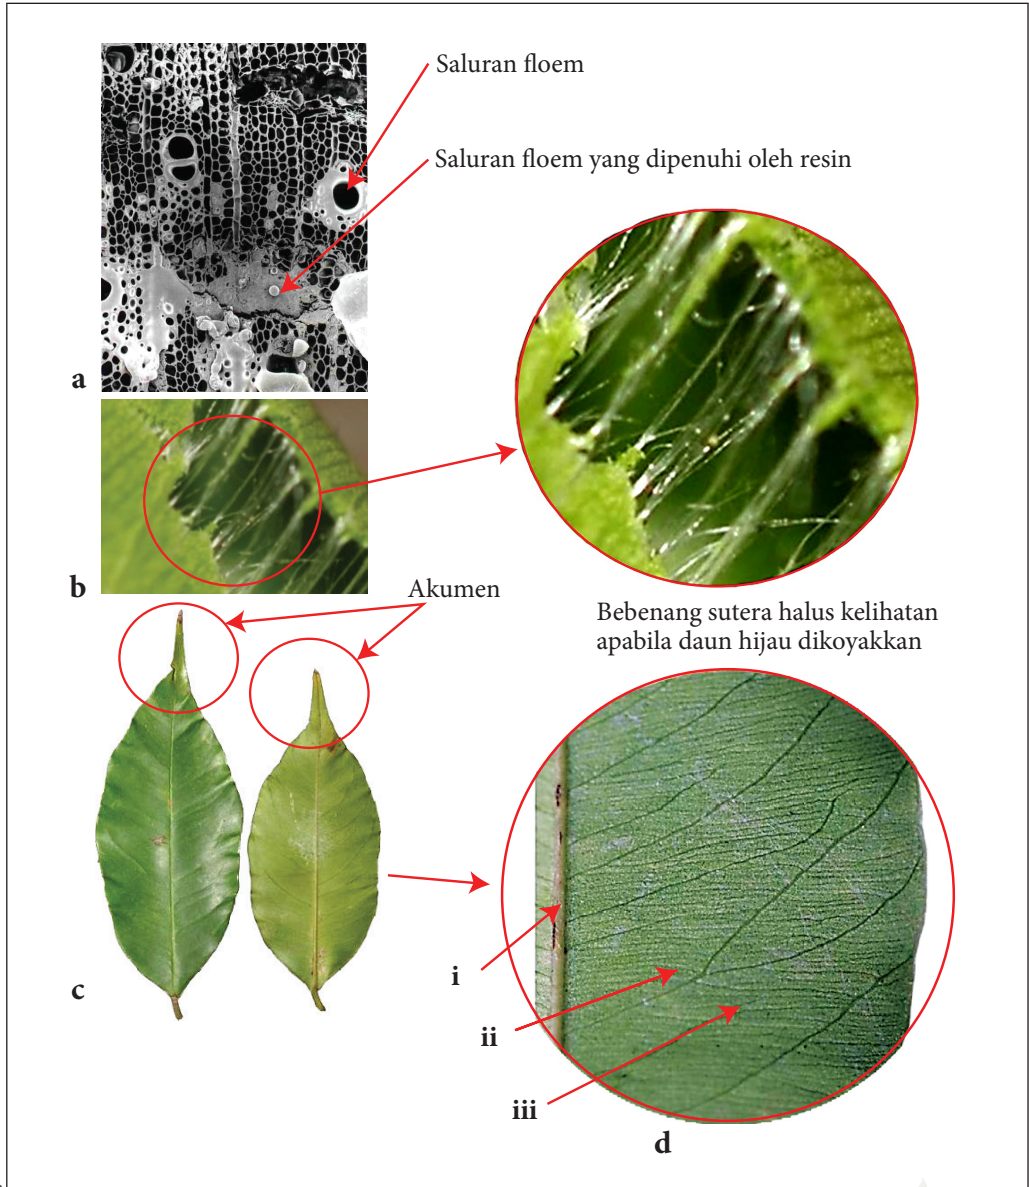 Saluran floem
Saluran floem yang dipenuhi oleh resin
a
b
Akumen
Bebenang sutera halus kelihatan
apabila daun hijau dikoyakkan
c
i
ii
iii
d